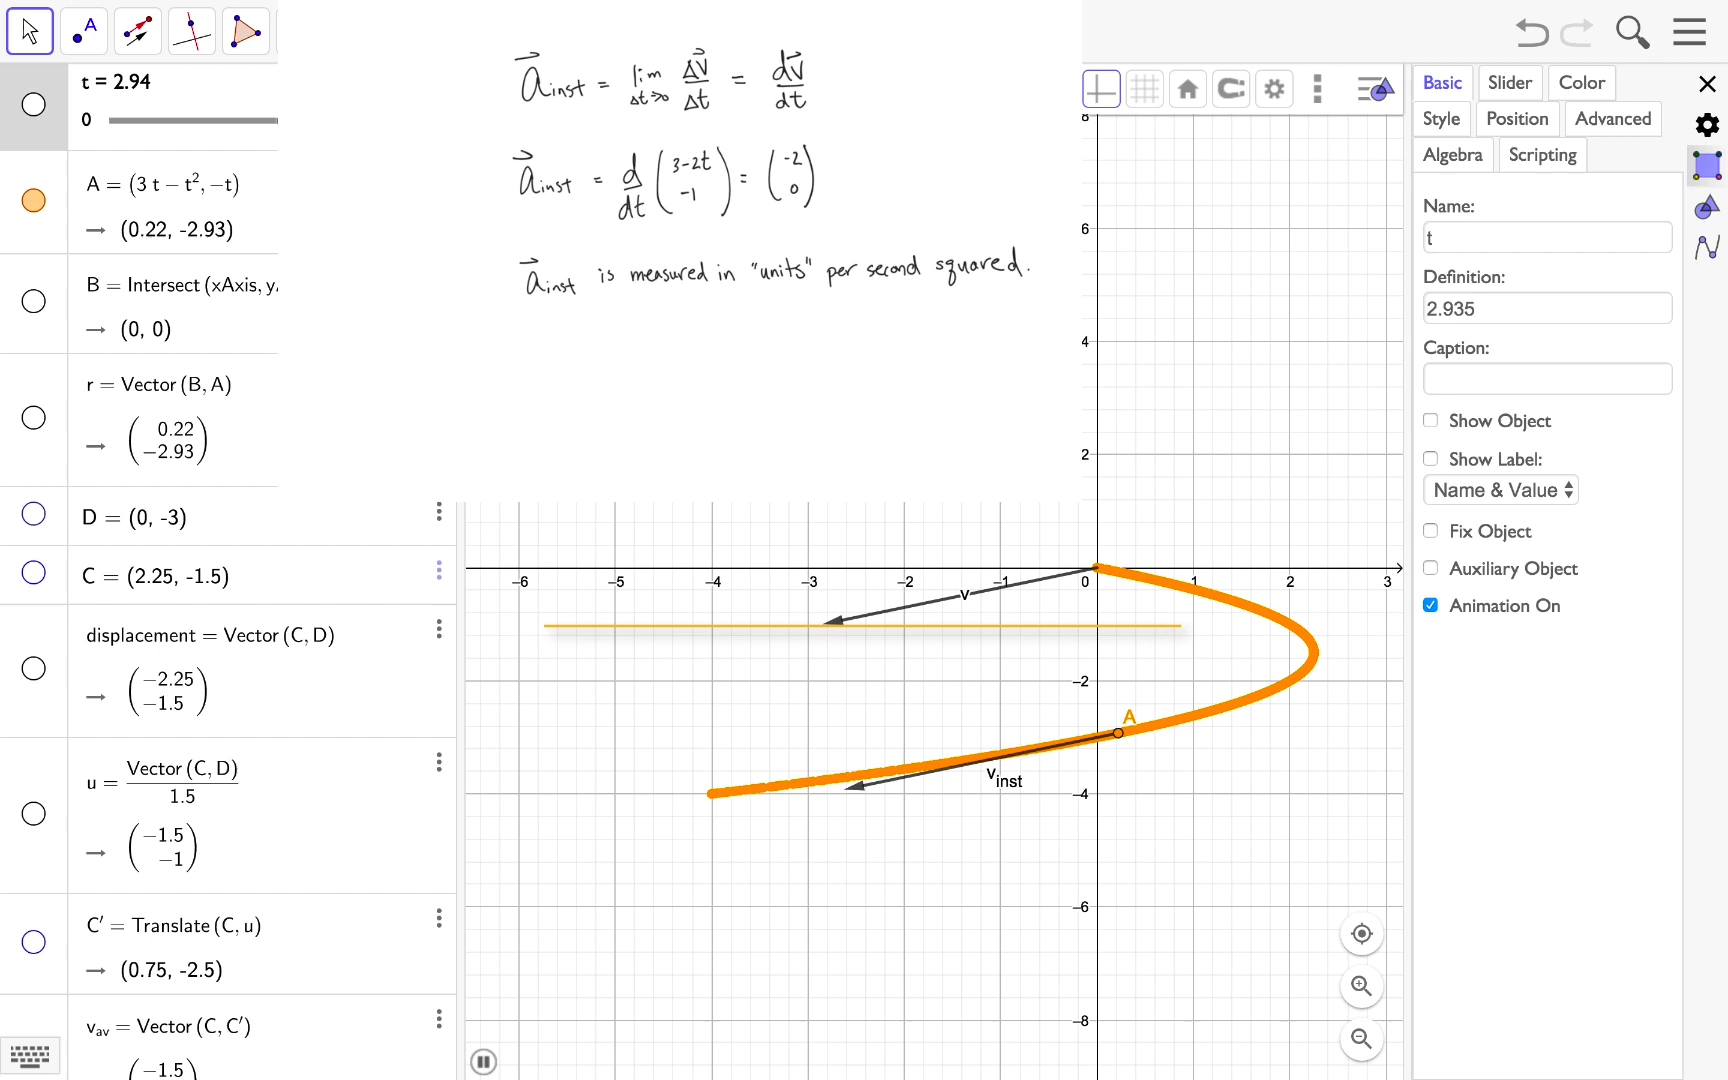 t = 2.94
0
A = (3 t − t², −t)
→ (0.22, -2.93)
B = Intersect (xAxis, y
→ (0, 0)
r = Vector (B, A)
→ (0.22
−2.93)
D = (0, -3)
C = (2.25, -1.5)
displacement = Vector (C, D)
→ (−2.25
−1.5)
u = Vector (C, D)
1.5
→ (−1.5
−1)
C′ = Translate (C, u)
→ (0.75, -2.5)
vav = Vector (C, C′)
(−1.5
a⃗inst = lim Δt→0 Δv⃗/Δt = dv⃗/dt
a⃗inst = d/dt (3-2t
-1) = (-2
0)
a⃗inst is measured in "units" per second squared.
8
6
4
2
−6 −5 −4 −3 −2 −1 0 1 2 3
v
−2
A
vinst
−4
−6
−8
A
Basic Slider Color
Style Position Advanced
Algebra Scripting
Name:
t
Definition:
2.935
Caption:
Show Object
Show Label:
Name & Value
Fix Object
Auxiliary Object
Animation On